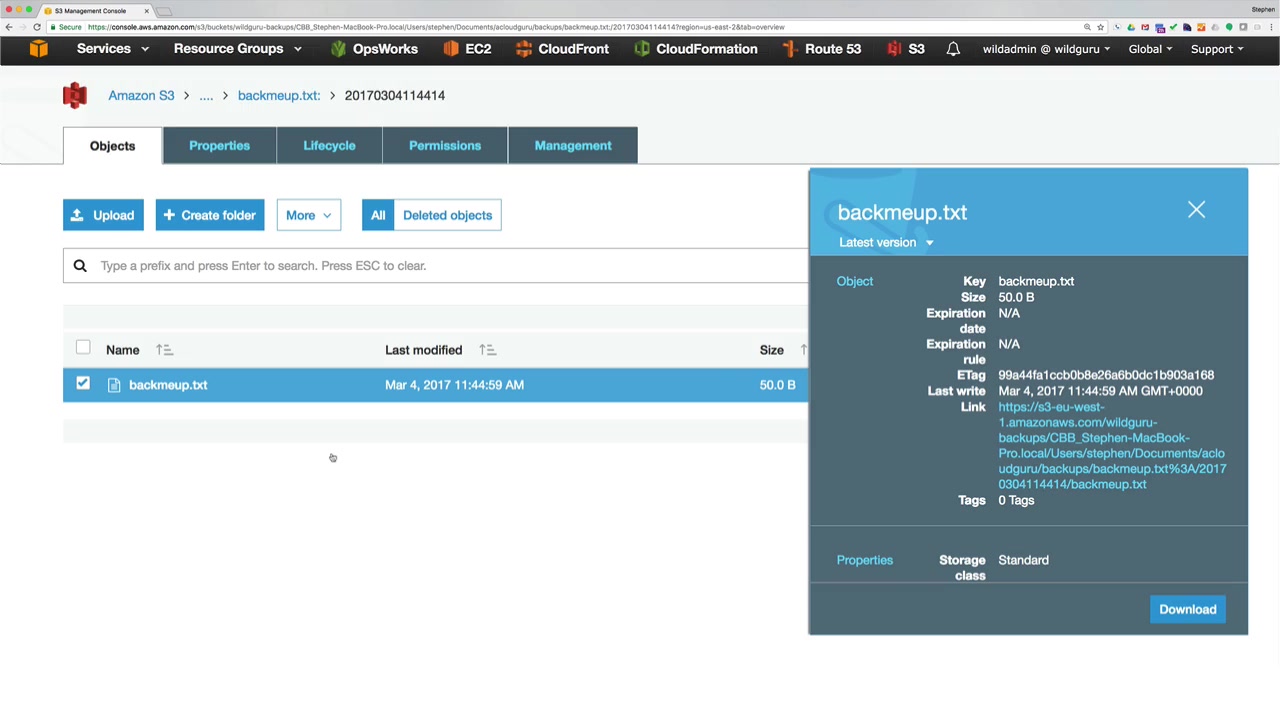 S3 Management Console
Stephen
Secure https://console.aws.amazon.com/s3/buckets/wildguru-backups/CBB_Stephen-MacBook-Pro.local/Users/stephen/Documents/acloudguru/backups/backmeup.txt:/20170304114414?region=us-east-2&tab=overview
Services Resource Groups OpsWorks EC2 CloudFront CloudFormation Route 53 S3 wildadmin @ wildguru Global Support
Amazon S3 > .... > backmeup.txt: > 20170304114414
Objects Properties Lifecycle Permissions Management
Upload + Create folder More All Deleted objects
Type a prefix and press Enter to search. Press ESC to clear.
Name Last modified Size
backmeup.txt Mar 4, 2017 11:44:59 AM 50.0 B
backmeup.txt
Latest version
Object Key backmeup.txt
Size 50.0 B
Expiration N/A
date
Expiration N/A
rule
ETag 99a44fa1ccb0b8e26a6b0dc1b903a168
Last write Mar 4, 2017 11:44:59 AM GMT+0000
Link https://s3-eu-west-
1.amazonaws.com/wildguru-
backups/CBB_Stephen-MacBook-
Pro.local/Users/stephen/Documents/aclo
udguru/backups/backmeup.txt%3A/2017
0304114414/backmeup.txt
Tags 0 Tags
Properties Storage Standard
class
Download